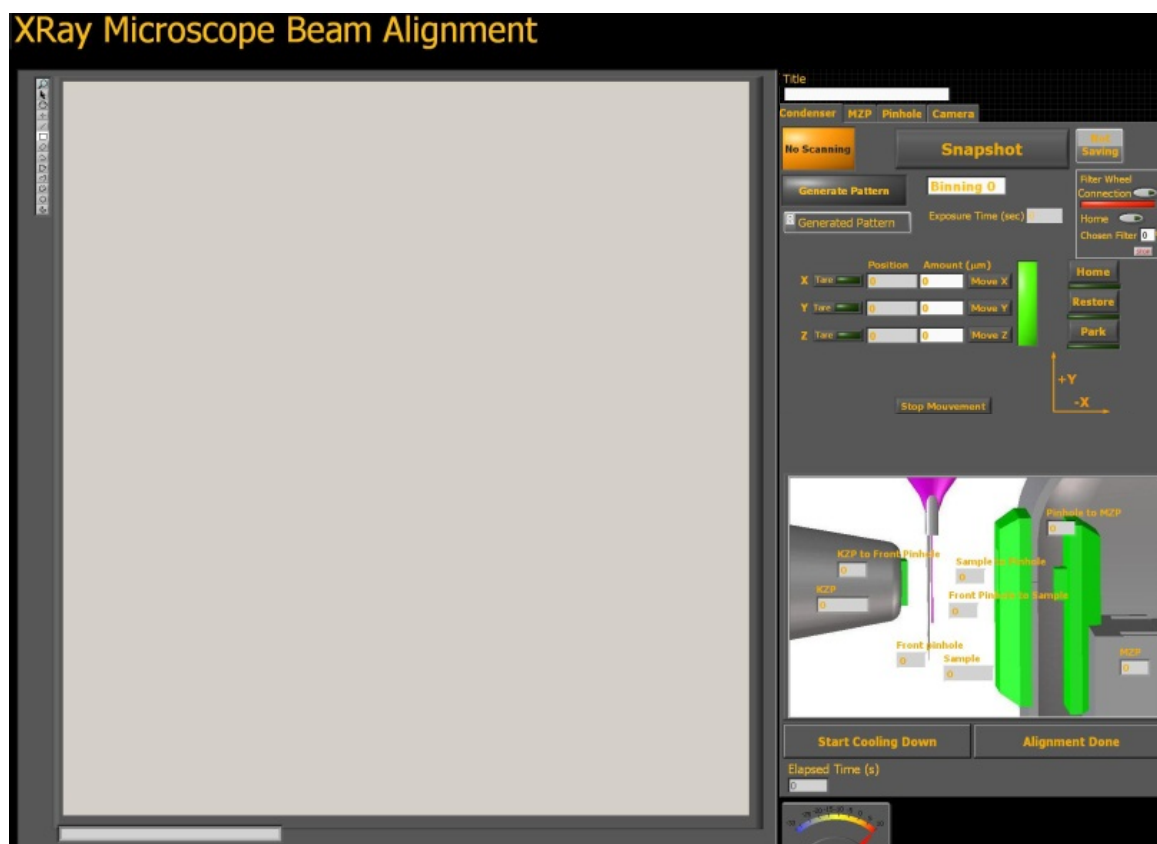 XRay Microscope Beam Alignment
Title
Condenser MZP Pinhole Camera
No Scanning
Snapshot
Not
Saving
Generate Pattern
Binning 0
Filter Wheel
Connection
Generated Pattern
Exposure Time (sec)
Home
Chosen Filter 0
Position Amount (µm)
X Tare 0 0 Move X
Home
Y Tare 0 0 Move Y
Restore
Z Tare 0 0 Move Z
Park
+Y
-X
Stop Mouvement
Pinhole to MZP
0
KZP to Front Pinhole
0
Sample to Pinhole
0
KZP
0
Front Pinhole to Sample
0
Front pinhole
0
Sample
0
MZP
0
Start Cooling Down
Alignment Done
Elapsed Time (s)
0